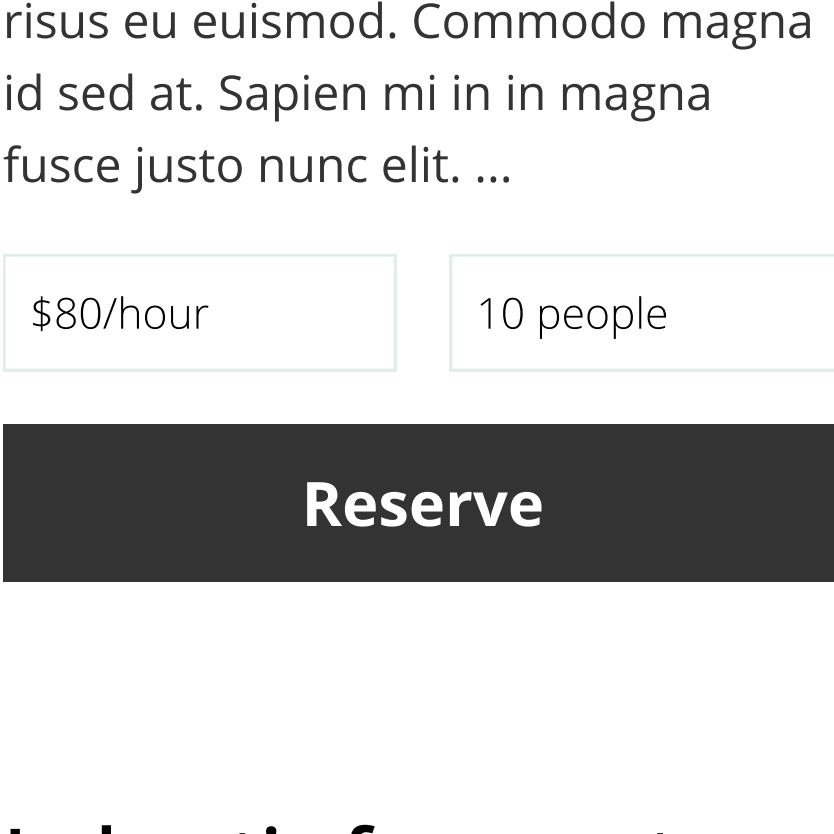 risus eu euismod. Commodo magna
id sed at. Sapien mi in in magna
fusce justo nunc elit. ...
$80/hour
10 people
Reserve